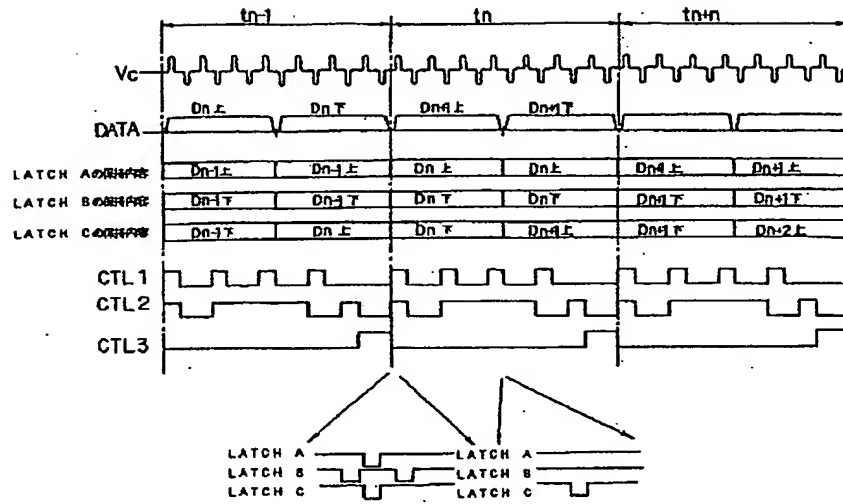 tn-1 tn tn+n
Vc
Dn上 Dn下 Dn+1上 Dn+1下
DATA
LATCH Aの保持内容 Dn-1上 Dn-1上 Dn上 Dn上 Dn+1上 Dn+1上
LATCH Bの保持内容 Dn-1下 Dn-1下 Dn下 Dn下 Dn+1下 Dn+1下
LATCH Cの保持内容 Dn-1下 Dn上 Dn下 Dn+1上 Dn+1下 Dn+2上
CTL1
CTL2
CTL3
LATCH A LATCH A
LATCH B LATCH B
LATCH C LATCH C